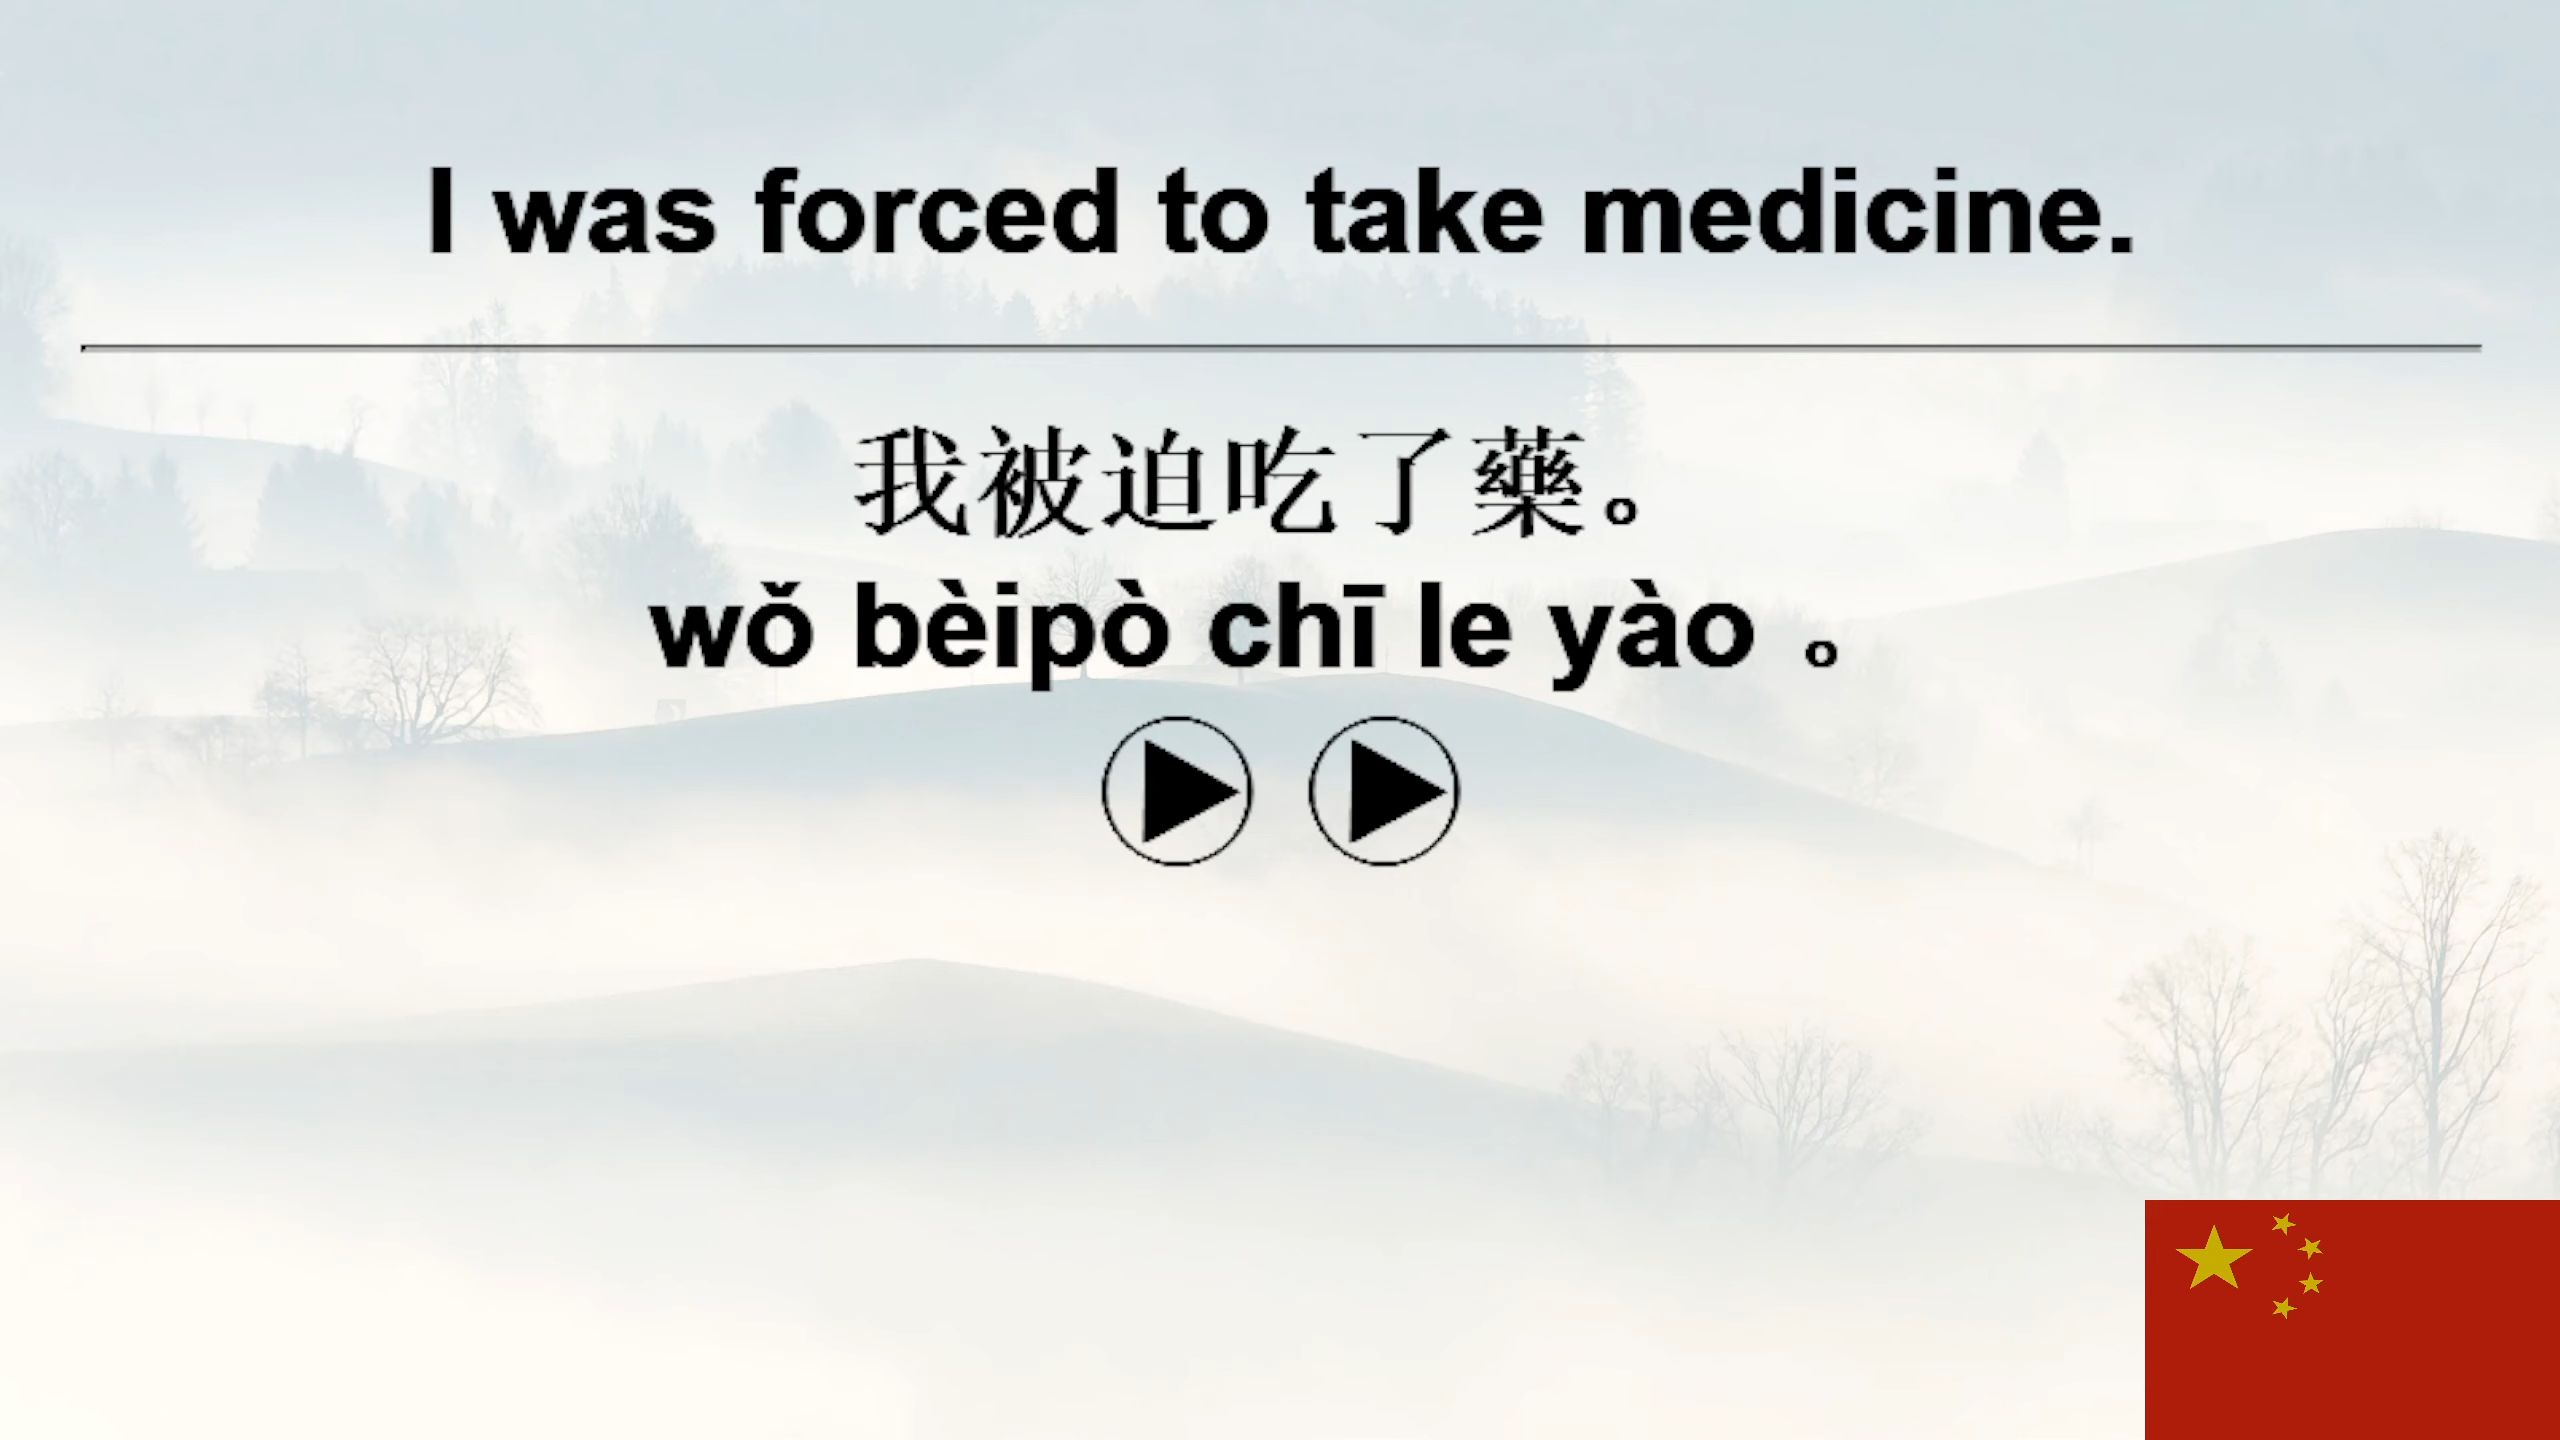 I was forced to take medicine.
我被迫吃了藥。
wǒ bèipò chī le yào 。